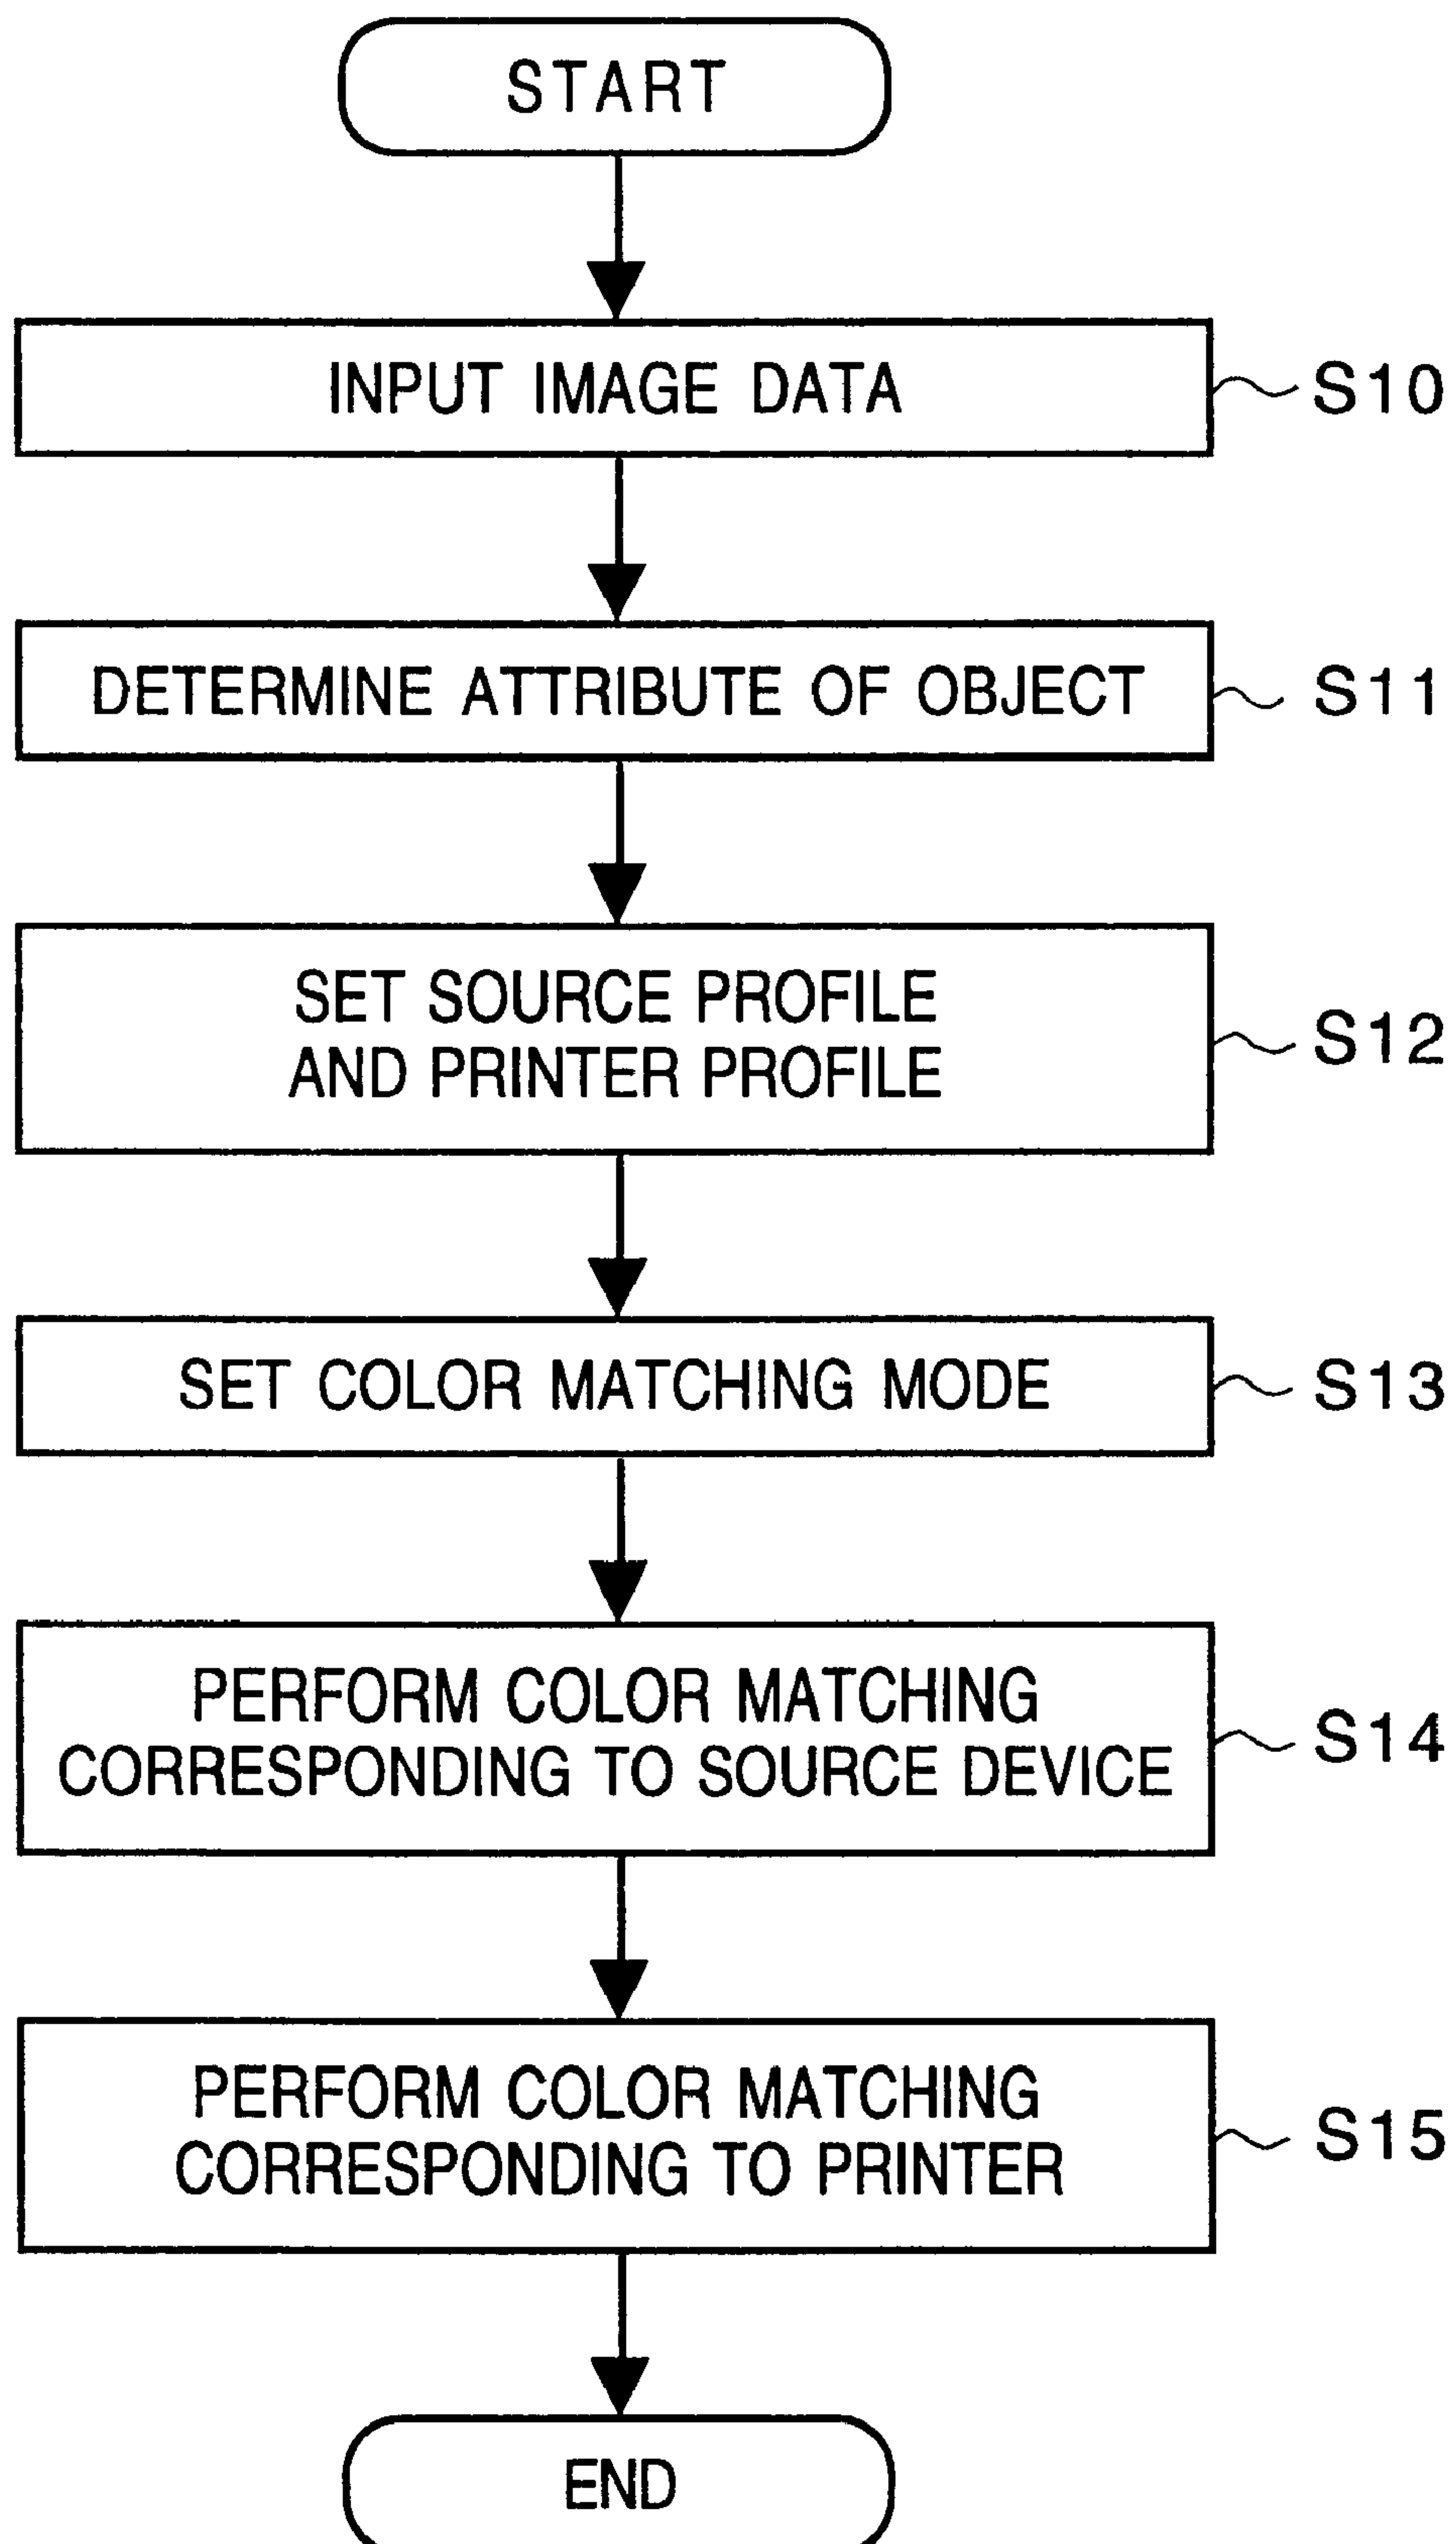 START
INPUT IMAGE DATA
S10
DETERMINE ATTRIBUTE OF OBJECT
S11
SET SOURCE PROFILE
AND PRINTER PROFILE
S12
SET COLOR MATCHING MODE
S13
PERFORM COLOR MATCHING
CORRESPONDING TO SOURCE DEVICE
S14
PERFORM COLOR MATCHING
CORRESPONDING TO PRINTER
S15
END